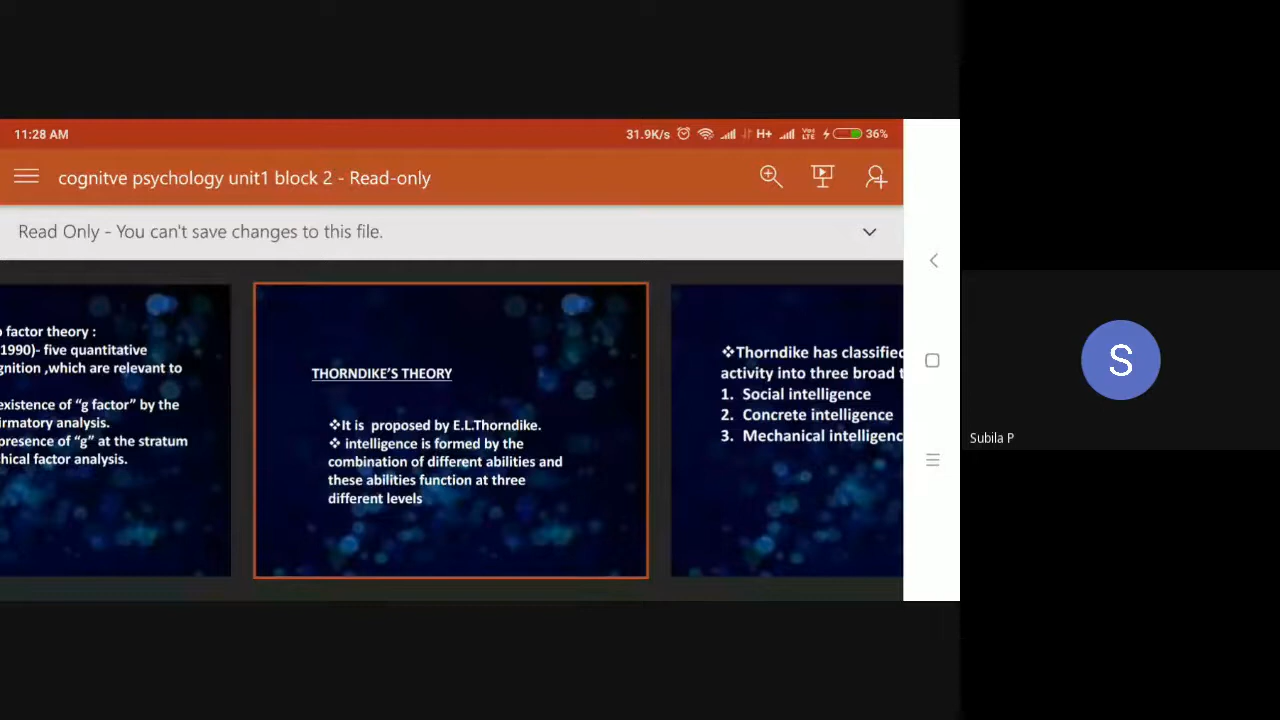 11:28 AM
31.9K/s
H+
Vo)
LTE
36%
cognitve psychology unit1 block 2 - Read-only
Read Only - You can't save changes to this file.
factor theory :
1990)- five quantitative
,which are relevant to
existence of “g factor” by the
analysis.
presence of “g” at the stratum
factor analysis.
THORNDIKE’S THEORY
❖It is proposed by E.L.Thorndike.
❖ intelligence is formed by the
combination of different abilities and
these abilities function at three
different levels
❖Thorndike has classified
activity into three broad t
1. Social intelligence
2. Concrete intelligence
3. Mechanical intelligenc
S
Subila P